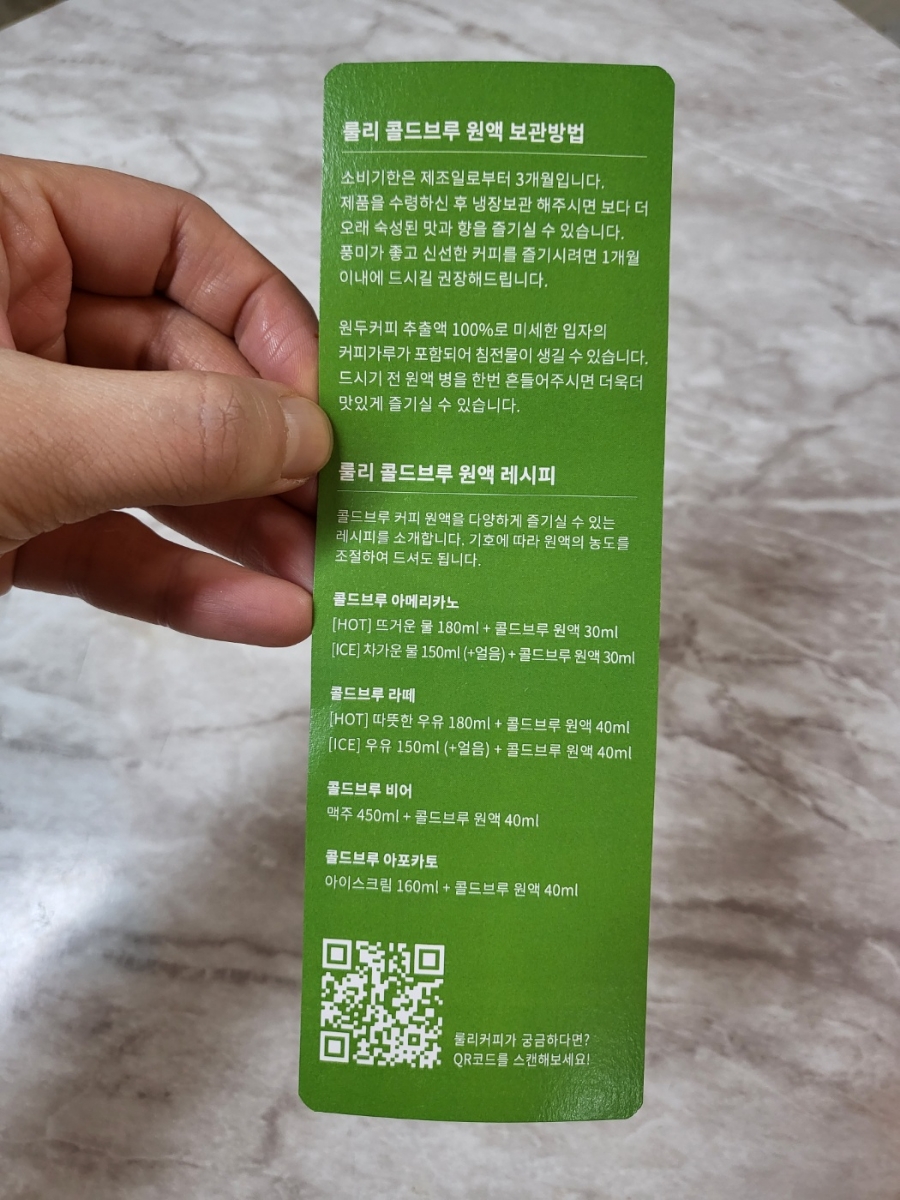 룰리 콜드브루 원액 보관방법
소비기한은 제조일로부터 3개월입니다.
제품을 수령하신 후 냉장보관 해주시면 보다 더
오래 숙성된 맛과 향을 즐기실 수 있습니다.
풍미가 좋고 신선한 커피를 즐기시려면 1개월
이내에 드시길 권장해드립니다.
원두커피 추출액 100%로 미세한 입자의
커피가루가 포함되어 침전물이 생길 수 있습니다.
드시기 전 원액 병을 한번 흔들어주시면 더욱더
맛있게 즐기실 수 있습니다.
룰리 콜드브루 원액 레시피
콜드브루 커피 원액을 다양하게 즐기실 수 있는
레시피를 소개합니다. 기호에 따라 원액의 농도를
조절하여 드셔도 됩니다.
콜드브루 아메리카노
[HOT] 뜨거운 물 180ml + 콜드브루 원액 30ml
[ICE] 차가운 물 150ml (+얼음) + 콜드브루 원액 30ml
콜드브루 라떼
[HOT] 따뜻한 우유 180ml + 콜드브루 원액 40ml
[ICE] 우유 150ml (+얼음) + 콜드브루 원액 40ml
콜드브루 비어
맥주 450ml + 콜드브루 원액 40ml
콜드브루 아포카토
아이스크림 160ml + 콜드브루 원액 40ml
룰리커피가 궁금하다면?
QR코드를 스캔해보세요!